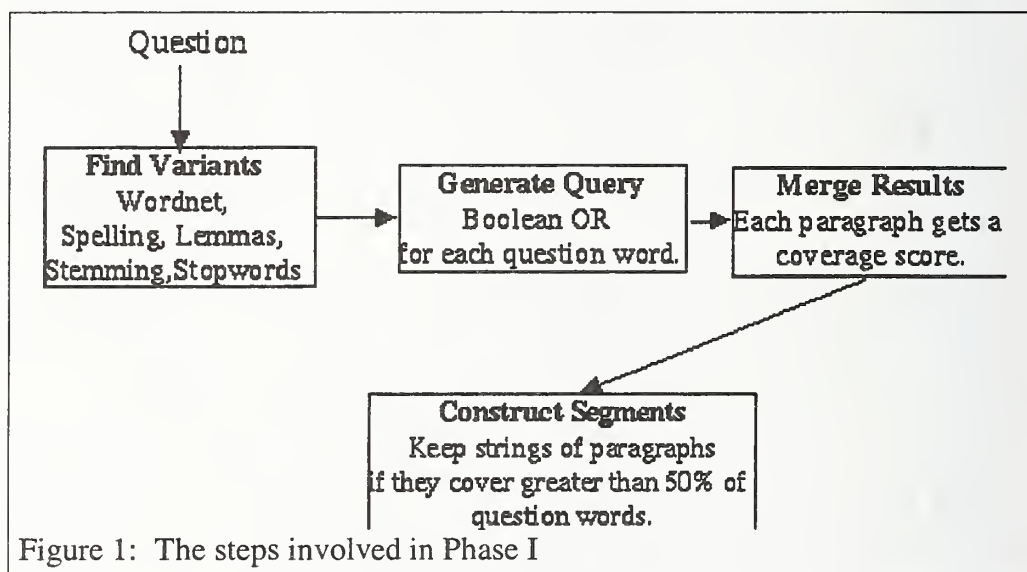 Question
Find Variants
Wordnet,
Spelling, Lemmas,
Stemming,Stopwords
Generate Query
Boolean OR
for each question word.
Merge Results
Each paragraph gets a
coverage score.
Construct Segments
Keep strings of paragraphs
if they cover greater than 50% of
question words.
Figure 1: The steps involved in Phase I